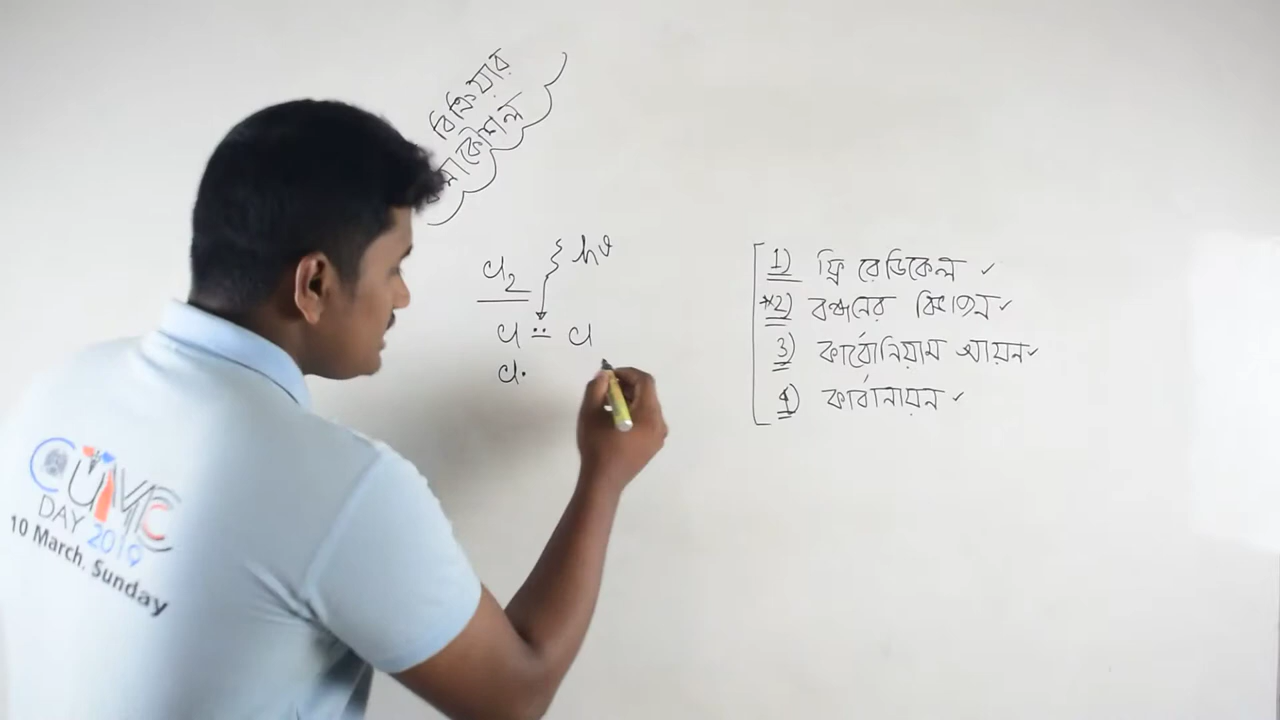 বিক্রিয়ার
কৌশল
Cl₂
hϑ
Cl :̶ Cl
Cl·
1) ফ্রি রেডিকেল ✓
*2) বন্ধনের বিভাজন ✓
3) কার্বোনিয়াম আয়ন ✓
4) কার্বানায়ন ✓
CUMC
DAY 2019
10 March, Sunday